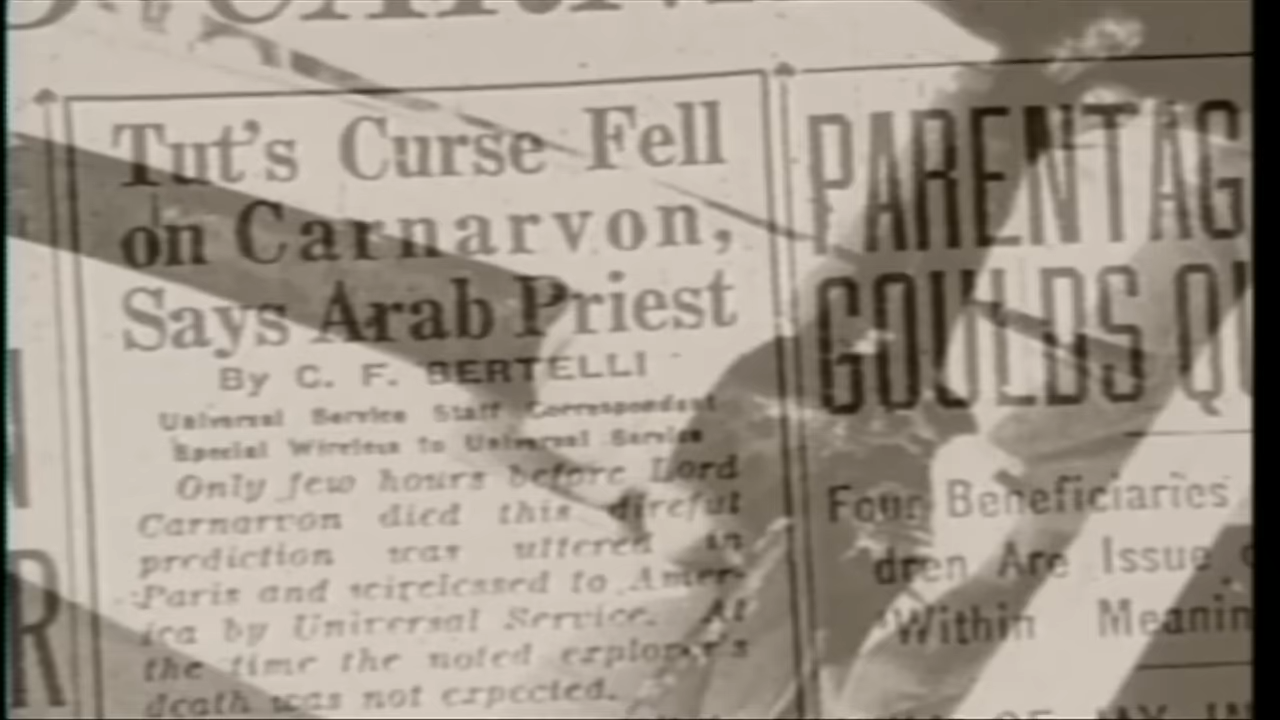 Tut's Curse Fell
on Carnarvon,
Says Arab Priest
By C. F. BERTELLI
Universal Service Staff Correspondent
Special Wireless to Universal Service
Only few hours before Lord
Carnarvon died this direful
prediction was uttered in
Paris and wirelessed to Amer-
ica by Universal Service. At
the time the noted explorer's
death was not expected.
PARENTAG
GOULDS QU
Four Beneficiaries
dren Are Issue
Within Meanin